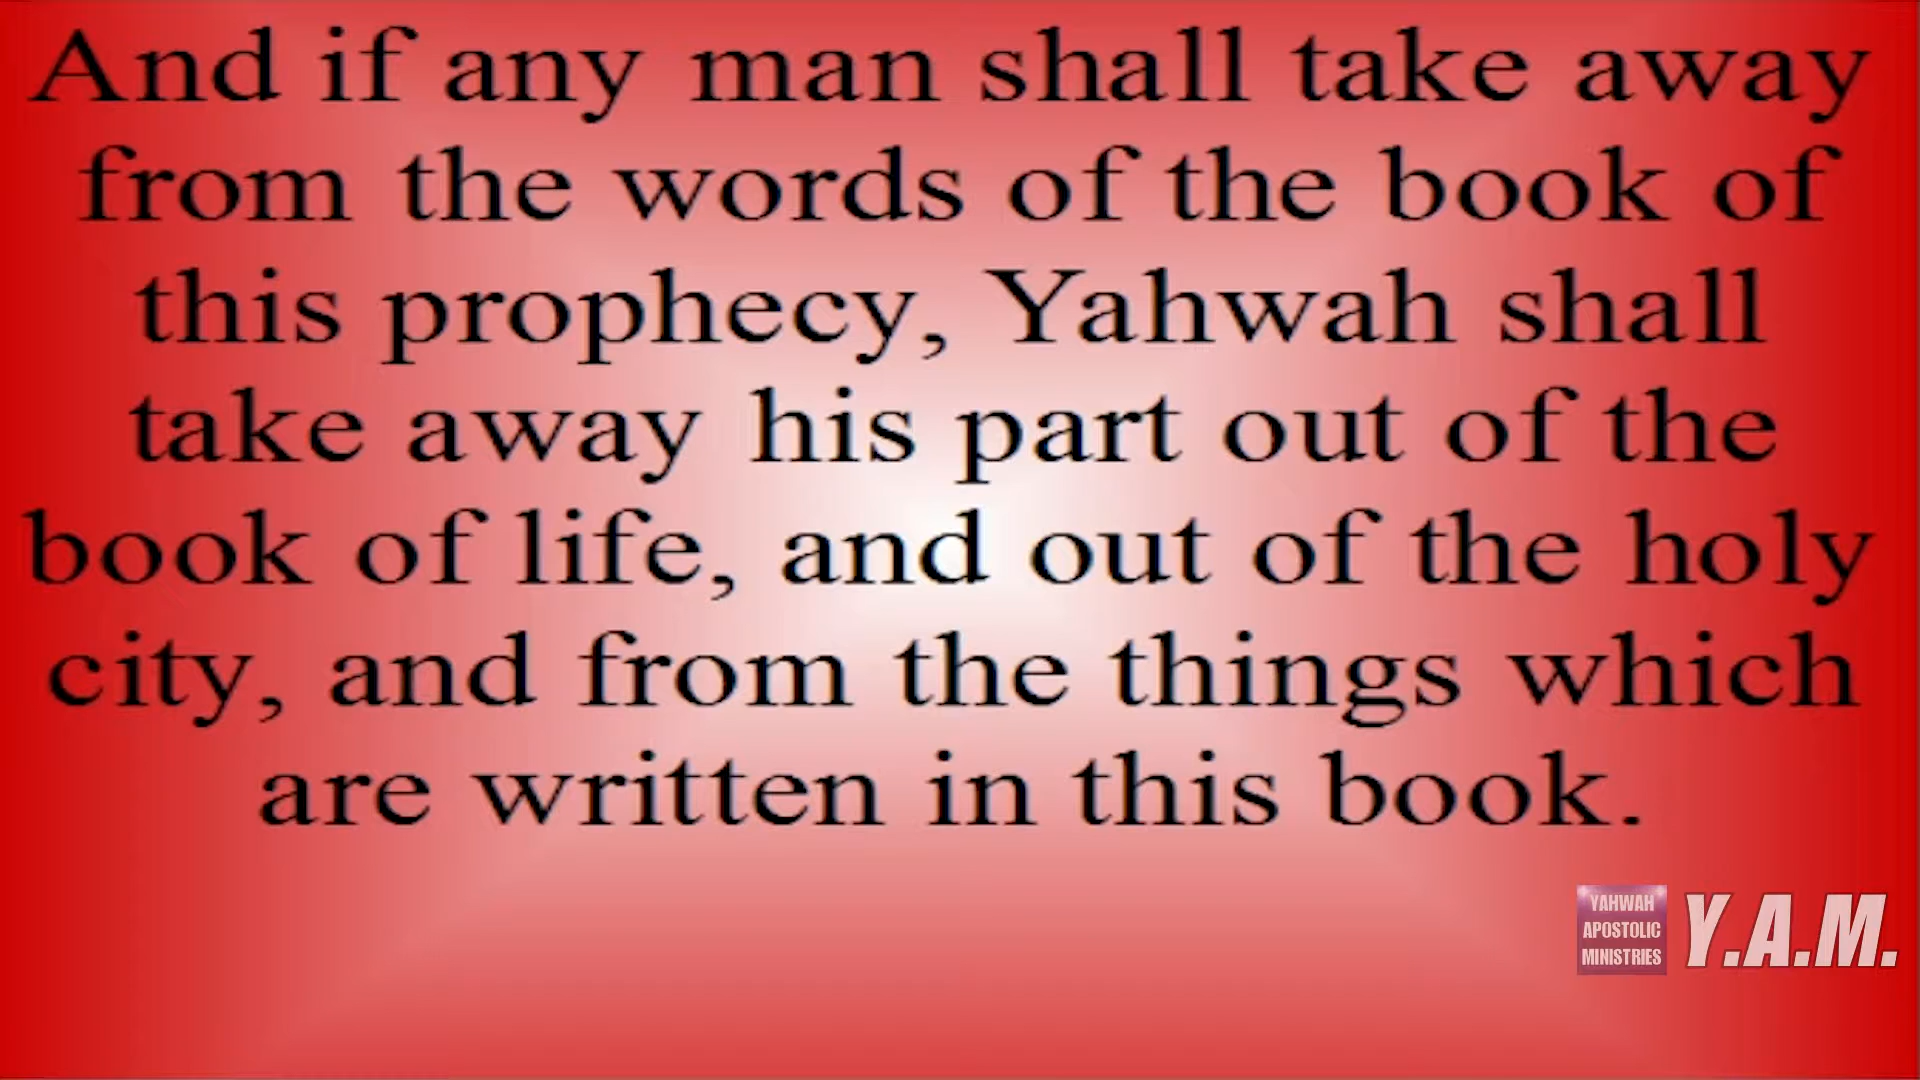 And if any man shall take away
from the words of the book of
this prophecy, Yahwah shall
take away his part out of the
book of life, and out of the holy
city, and from the things which
are written in this book.
YAHWAH
APOSTOLIC
MINISTRIES
Y.A.M.